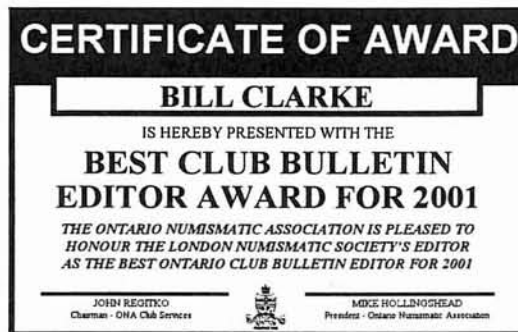 CERTIFICATE OF AWARD
BILL CLARKE
IS HEREBY PRESENTED WITH THE
BEST CLUB BULLETIN
EDITOR AWARD FOR 2001
THE ONTARIO NUMISMATIC ASSOCIATION IS PLEASED TO
HONOUR THE LONDON NUMISMATIC SOCIETY'S EDITOR
AS THE BEST ONTARIO CLUB BULLETIN EDITOR FOR 2001
JOHN REGITKO
Chairman - ONA Club Services
MIKE HOLLINGSHEAD
President - Ontario Numismatic Association